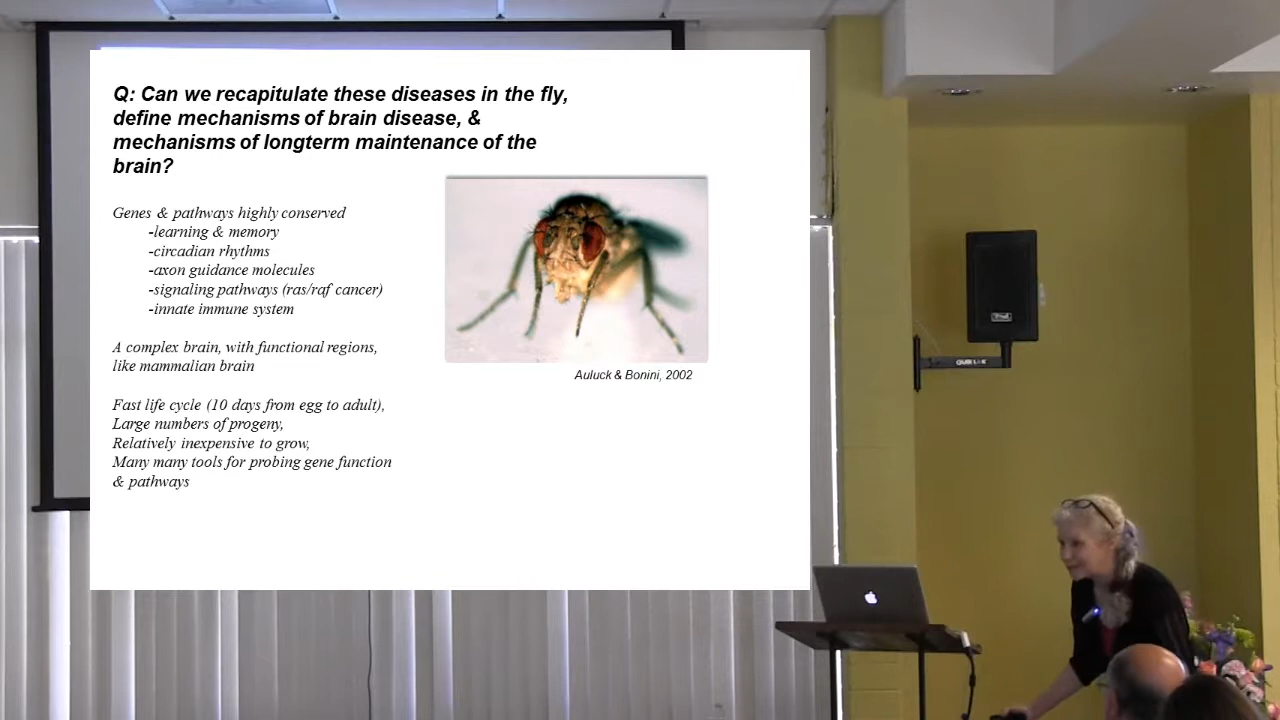 Q: Can we recapitulate these diseases in the fly,
define mechanisms of brain disease, &
mechanisms of longterm maintenance of the
brain?
Genes & pathways highly conserved
-learning & memory
-circadian rhythms
-axon guidance molecules
-signaling pathways (ras/raf cancer)
-innate immune system
A complex brain, with functional regions,
like mammalian brain
Auluck & Bonini, 2002
Fast life cycle (10 days from egg to adult),
Large numbers of progeny,
Relatively inexpensive to grow,
Many many tools for probing gene function
& pathways